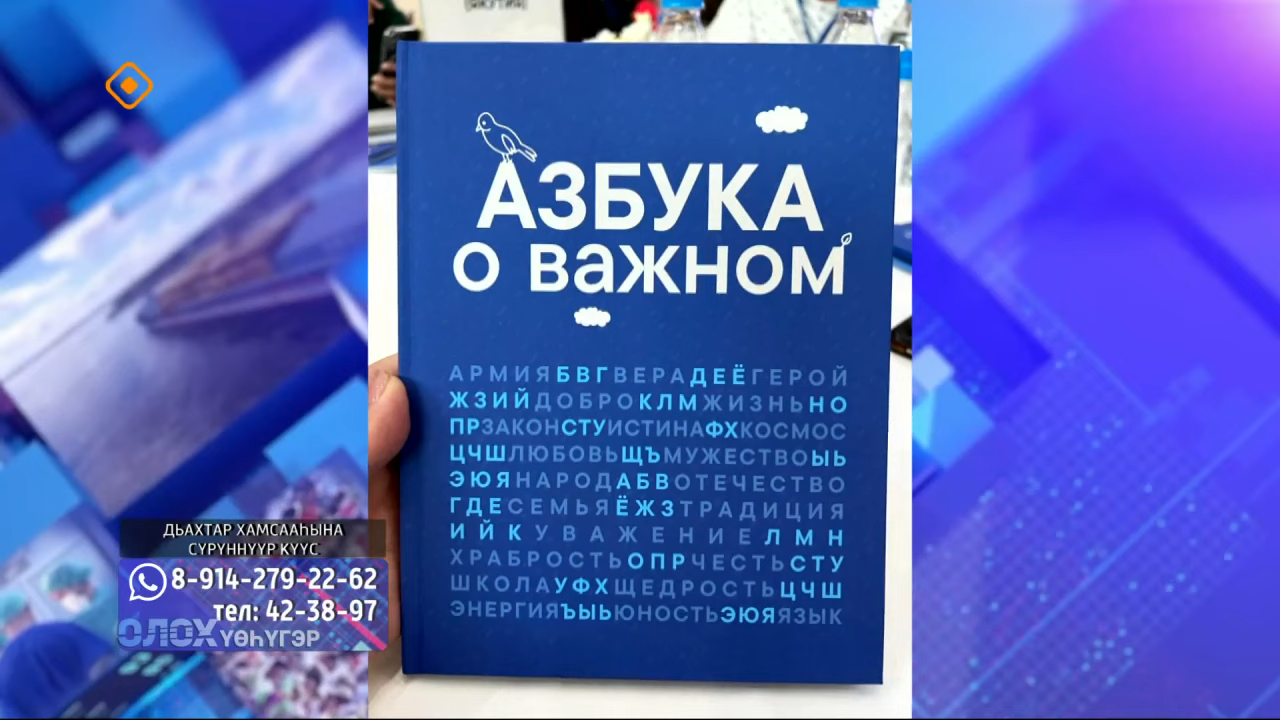 (ЯКУТИЯ)
АЗБУКА
о важном
АРМИЯБВГВЕРАДЕЁГЕРОЙ
ЖЗИЙДОБРОКЛМЖИЗНЬНО
ПРЗАКОНСТУИСТИНАФХКОСМОС
ЦЧШЛЮБОВЬЩЪМУЖЕСТВОЫЬ
ЭЮЯНАРОДАБВОТЕЧЕСТВО
ГДЕСЕМЬЯЁЖЗТРАДИЦИЯ
ИЙКУВАЖЕНИЕЛМН
ХРАБРОСТЬОПРЧЕСТЬСТУ
ШКОЛАУФХЩЕДРОСТЬЦЧШ
ЭНЕРГИЯЪЫЬЮНОСТЬЭЮЯЯЗЫК
ДЬАХТАР ХАМСААҺЫНА
СҮРҮННҮҮР КҮҮС
8-914-279-22-62
тел: 42-38-97
ОЛОХ ҮӨҺҮГЭР